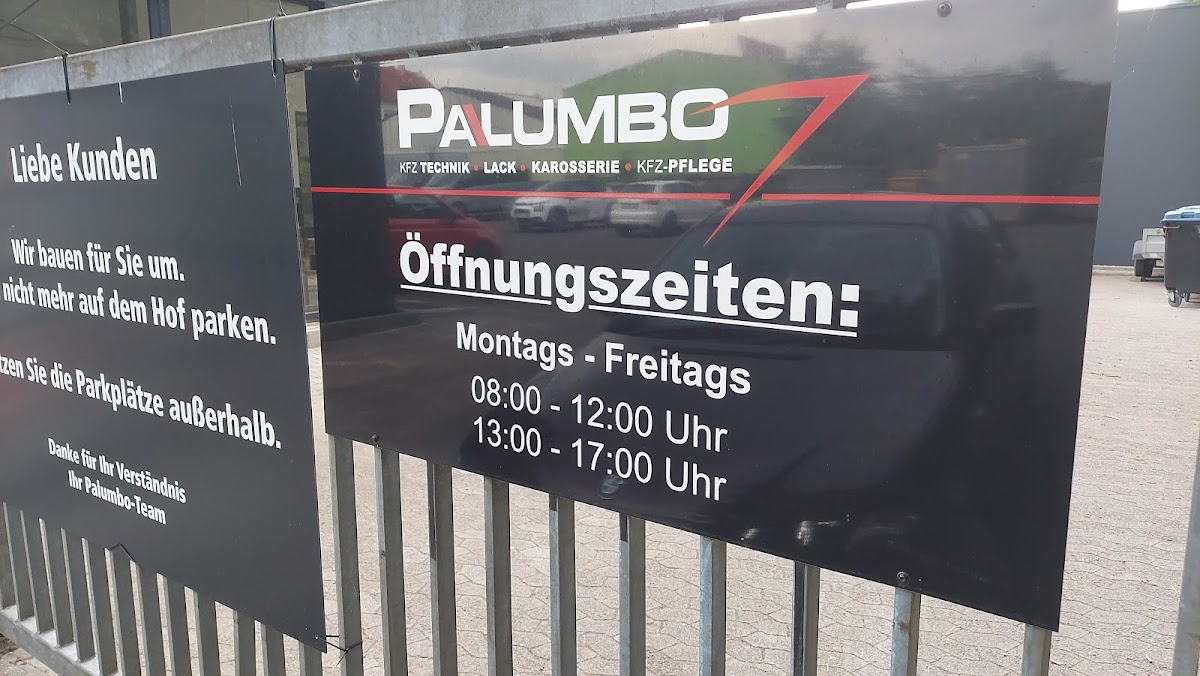 Liebe Kunden
Wir bauen für Sie um.
nicht mehr auf dem Hof parken.
Sie die Parkplätze außerhalb.
Danke für Ihr Verständnis
Ihr Palumbo-Team
PALUMBO
KFZ TECHNIK • LACK • KAROSSERIE • KFZ-PFLEGE
Öffnungszeiten:
Montags - Freitags
08:00 - 12:00 Uhr
13:00 - 17:00 Uhr